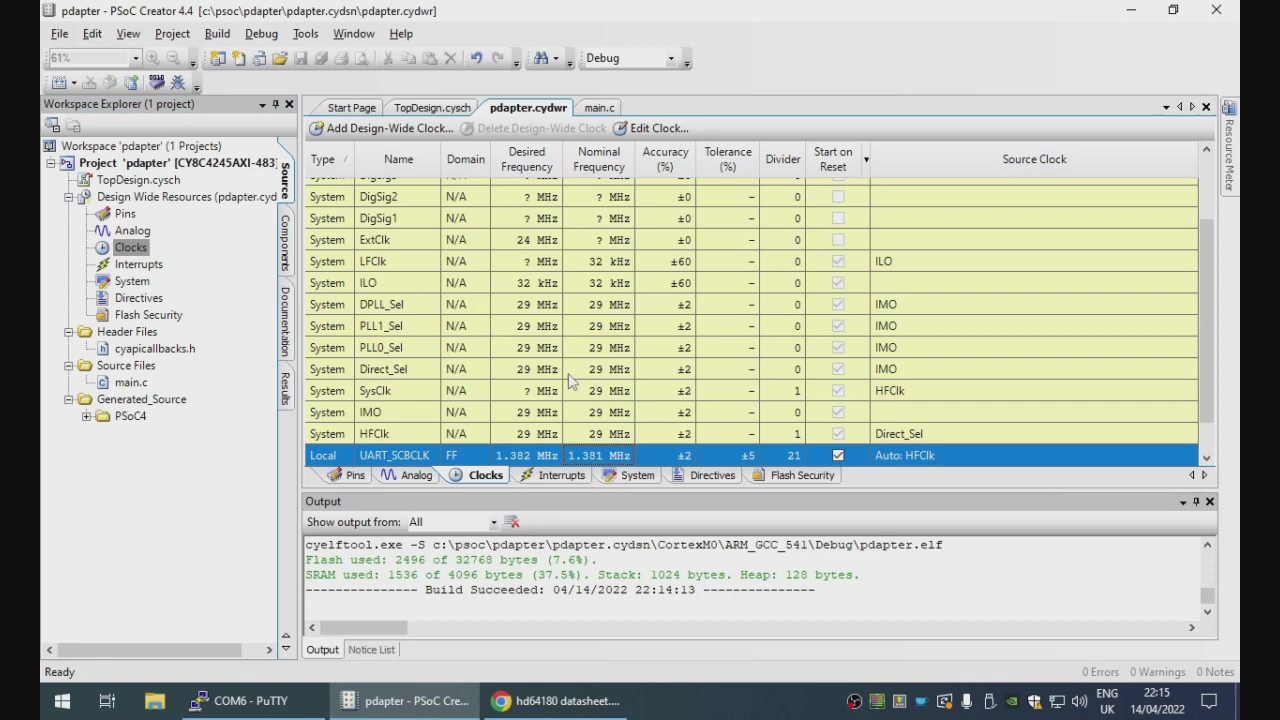 pdapter - PSoC Creator 4.4 [c:\psoc\pdapter\pdapter.cydsn\pdapter.cydwr]
File Edit View Project Build Debug Tools Window Help
61% Debug
Workspace Explorer (1 project)
Workspace 'pdapter' (1 Projects)
Project 'pdapter' [CY8C4245AXI-483]
TopDesign.cysch
Design Wide Resources (pdapter.cyd
Pins
Analog
Clocks
Interrupts
System
Directives
Flash Security
Header Files
cyapicallbacks.h
Source Files
main.c
Generated_Source
PSoC4
Source
Components
Documentation
Results
Start Page TopDesign.cysch pdapter.cydwr main.c
Add Design-Wide Clock... Delete Design-Wide Clock Edit Clock...
Type Name Domain Desired Frequency Nominal Frequency Accuracy (%) Tolerance (%) Divider Start on Reset Source Clock
System DigSig2 N/A ? MHz ? MHz ±0 - 0
System DigSig1 N/A ? MHz ? MHz ±0 - 0
System ExtClk N/A 24 MHz ? MHz ±0 - 0
System LFClk N/A ? MHz 32 kHz ±60 - 0 ILO
System ILO N/A 32 kHz 32 kHz ±60 - 0
System DPLL_Sel N/A 29 MHz 29 MHz ±2 - 0 IMO
System PLL1_Sel N/A 29 MHz 29 MHz ±2 - 0 IMO
System PLL0_Sel N/A 29 MHz 29 MHz ±2 - 0 IMO
System Direct_Sel N/A 29 MHz 29 MHz ±2 - 0 IMO
System SysClk N/A ? MHz 29 MHz ±2 - 1 HFClk
System IMO N/A 29 MHz 29 MHz ±2 - 0
System HFClk N/A 29 MHz 29 MHz ±2 - 1 Direct_Sel
Local UART_SCBCLK FF 1.382 MHz 1.381 MHz ±2 ±5 21 Auto: HFClk
Pins Analog Clocks Interrupts System Directives Flash Security
Resource Meter
Output
Show output from: All
cyelftool.exe -S c:\psoc\pdapter\pdapter.cydsn\CortexM0\ARM_GCC_541\Debug\pdapter.elf
Flash used: 2496 of 32768 bytes (7.6%).
SRAM used: 1536 of 4096 bytes (37.5%). Stack: 1024 bytes. Heap: 128 bytes.
--------------- Build Succeeded: 04/14/2022 22:14:13 ---------------
Output Notice List
Ready 0 Errors 0 Warnings 0 Notes
COM6 - PuTTY pdapter - PSoC Cre... hd64180 datasheet....
ENG
UK
22:15
14/04/2022